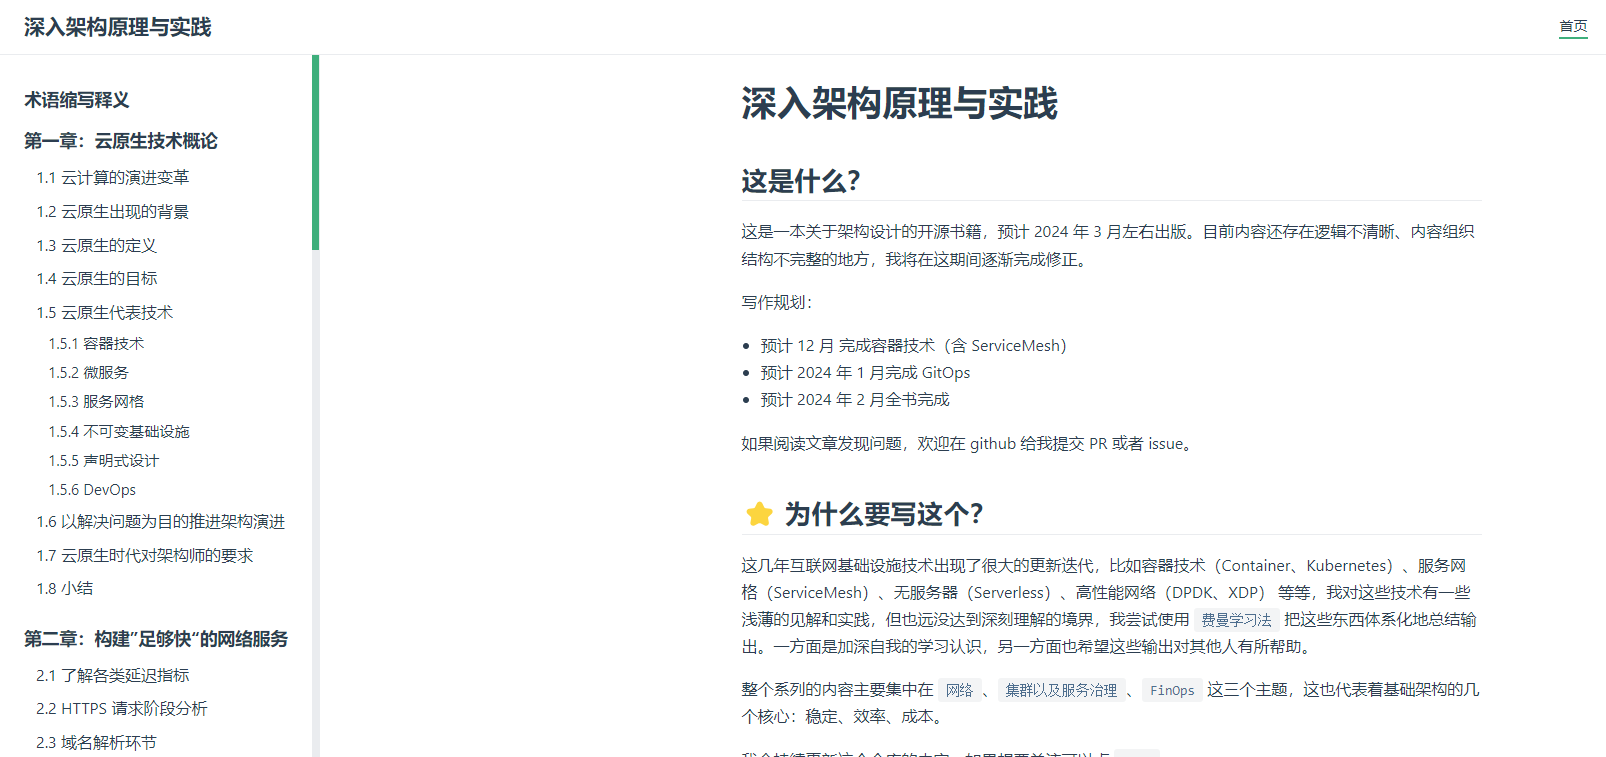 深入架构原理与实践
首页
术语缩写释义
第一章：云原生技术概论
1.1 云计算的演进变革
1.2 云原生出现的背景
1.3 云原生的定义
1.4 云原生的目标
1.5 云原生代表技术
1.5.1 容器技术
1.5.2 微服务
1.5.3 服务网格
1.5.4 不可变基础设施
1.5.5 声明式设计
1.5.6 DevOps
1.6 以解决问题为目的推进架构演进
1.7 云原生时代对架构师的要求
1.8 小结
第二章：构建”足够快“的网络服务
2.1 了解各类延迟指标
2.2 HTTPS 请求阶段分析
2.3 域名解析环节
深入架构原理与实践
这是什么？
这是一本关于架构设计的开源书籍，预计 2024 年 3 月左右出版。目前内容还存在逻辑不清晰、内容组织
结构不完整的地方，我将在这期间逐渐完成修正。
写作规划：
预计 12 月 完成容器技术（含 ServiceMesh）
预计 2024 年 1 月完成 GitOps
预计 2024 年 2 月全书完成
如果阅读文章发现问题，欢迎在 github 给我提交 PR 或者 issue。
⭐ 为什么要写这个？
这几年互联网基础设施技术出现了很大的更新迭代，比如容器技术（Container、Kubernetes）、服务网
格（ServiceMesh）、无服务器（Serverless）、高性能网络（DPDK、XDP） 等等，我对这些技术有一些
浅薄的见解和实践，但也远没达到深刻理解的境界，我尝试使用 费曼学习法 把这些东西体系化地总结输
出。一方面是加深自我的学习认识，另一方面也希望这些输出对其他人有所帮助。
整个系列的内容主要集中在 网络 、 集群以及服务治理 、 FinOps 这三个主题，这也代表着基础架构的几
个核心：稳定、效率、成本。